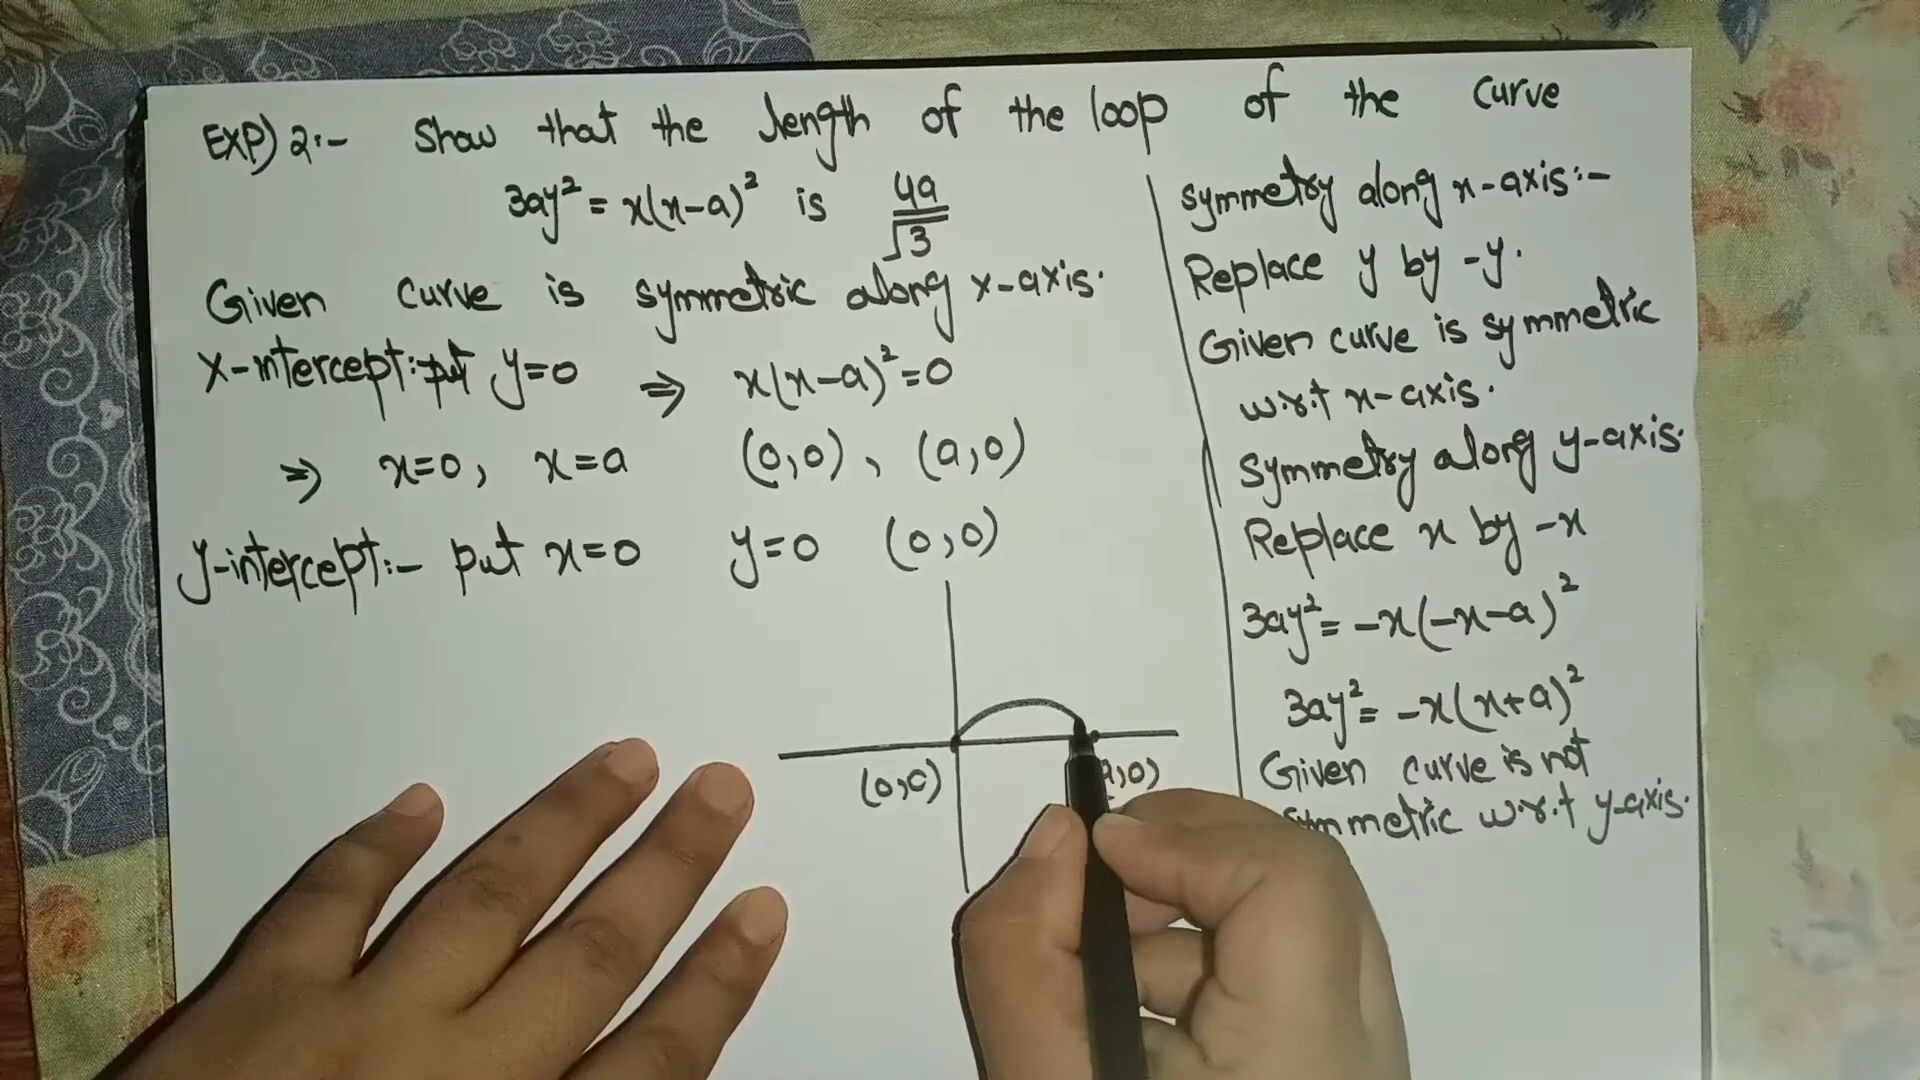 EXP) 2:- Show that the length of the loop of the curve
3ay² = x(x-a)² is 4a/√3
Given curve is symmetric along x-axis.
X-ntercept:- put y=0 ⇒ x(x-a)²=0
⇒ x=0, x=a (0,0), (a,0)
y-intercept:- put x=0 y=0 (0,0)
(0,0) a,0)
symmetry along x-axis:-
Replace y by -y.
Given curve is symmetric
w.r.t x-axis.
Symmetry along y-axis.
Replace x by -x
3ay²= -x(-x-a)²
3ay²= -x(x+a)²
Given curve is not
symmetric w.r.t y-axis.